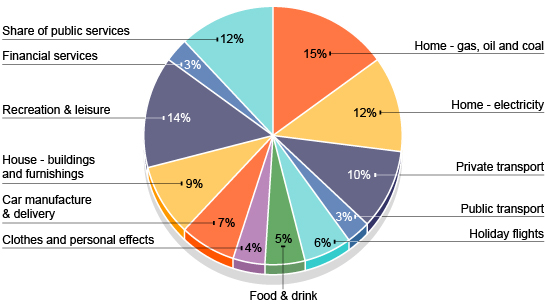 Share of public services
12%
Financial services
3%
Recreation & leisure
14%
House - buildings
and furnishings
9%
Car manufacture
& delivery
7%
Clothes and personal effects
4%
Food & drink
5%
Home - gas, oil and coal
15%
Home - electricity
12%
Private transport
10%
Public transport
3%
Holiday flights
6%